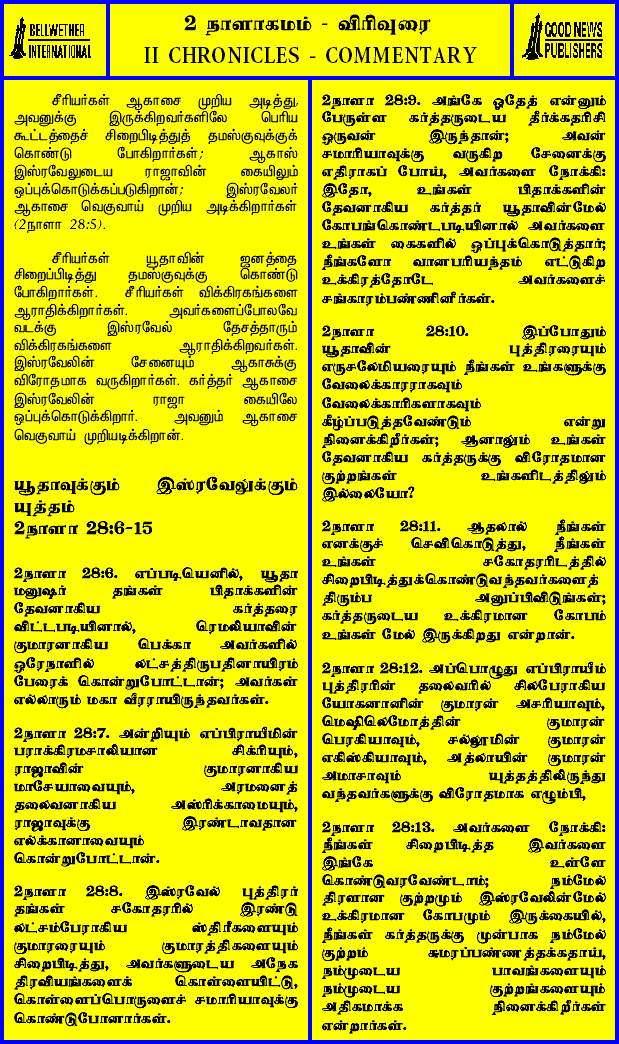 BELLWETHER
INTERNATIONAL
2 நாளாகமம் - விரிவுரை
II CHRONICLES - COMMENTARY
GOOD NEWS
PUBLISHERS
சீரியர்கள் ஆகாசை முறிய அடித்து,
அவனுக்கு இருக்கிறவர்களிலே பெரிய
கூட்டத்தைச் சிறைபிடித்துத் தமஸ்குவுக்குக்
கொண்டு போகிறார்கள்; ஆகாஸ்
இஸ்ரவேலுடைய ராஜாவின் கையிலும்
ஒப்புக்கொடுக்கப்படுகிறான்; இஸ்ரவேலர்
ஆகாசை வெகுவாய் முறிய அடிக்கிறார்கள்
(2நாளா 28:5).
சீரியர்கள் யூதாவின் ஜனத்தை
சிறைப்பிடித்து தமஸ்குவுக்கு கொண்டு
போகிறார்கள். சீரியர்கள் விக்கிரகங்களை
ஆராதிக்கிறார்கள். அவர்களைப்போலவே
வடக்கு இஸ்ரவேல் தேசத்தாரும்
விக்கிரகங்களை ஆராதிக்கிறவர்கள்.
இஸ்ரவேலின் சேனையும் ஆகாசுக்கு
விரோதமாக வருகிறார்கள். கர்த்தர் ஆகாசை
இஸ்ரவேலின் ராஜா கையிலே
ஒப்புக்கொடுக்கிறார். அவனும் ஆகாசை
வெகுவாய் முறியடிக்கிறான்.
யூதாவுக்கும் இஸ்ரவேலுக்கும்
யுத்தம்
2நாளா 28:6-15
2நாளா 28:6. எப்படியெனில், யூதா
மனுஷர் தங்கள் பிதாக்களின்
தேவனாகிய கர்த்தரை
விட்டபடியினால், ரெமலியாவின்
குமாரனாகிய பெக்கா அவர்களில்
ஒரேநாளில் லட்சத்திருபதினாயிரம்
பேரைக் கொன்றுபோட்டான்; அவர்கள்
எல்லாரும் மகா வீரராயிருந்தவர்கள்.
2நாளா 28:7. அன்றியும் எப்பிராயீமின்
பராக்கிரமசாலியான சிக்ரியும்,
ராஜாவின் குமாரனாகிய
மாசேயாவையும், அரமனைத்
தலைவனாகிய அஸ்ரிக்காமையும்,
ராஜாவுக்கு இரண்டாவதான
எல்க்கானாவையும்
கொன்றுபோட்டான்.
2நாளா 28:8. இஸ்ரவேல் புத்திரர்
தங்கள் சகோதரரில் இரண்டு
லட்சம்பேராகிய ஸ்திரீகளையும்
குமாரரையும் குமாரத்திகளையும்
சிறைபிடித்து, அவர்களுடைய அநேக
திரவியங்களைக் கொள்ளையிட்டு,
கொள்ளைப்பொருளைச் சமாரியாவுக்கு
கொண்டுபோனார்கள்.
2நாளா 28:9. அங்கே ஓதேத் என்னும்
பேருள்ள கர்த்தருடைய தீர்க்கதரிசி
ஒருவன் இருந்தான்; அவன்
சமாரியாவுக்கு வருகிற சேனைக்கு
எதிராகப் போய், அவர்களை நோக்கி:
இதோ, உங்கள் பிதாக்களின்
தேவனாகிய கர்த்தர் யூதாவின்மேல்
கோபங்கொண்டபடியினால் அவர்களை
உங்கள் கைகளில் ஒப்புக்கொடுத்தார்;
நீங்களோ வானபரியந்தம் எட்டுகிற
உக்கிரத்தோடே அவர்களைச்
சங்காரம்பண்ணினீர்கள்.
2நாளா 28:10. இப்போதும்
யூதாவின் புத்திரரையும்
எருசலேமியரையும் நீங்கள் உங்களுக்கு
வேலைக்காரராகவும்
வேலைக்காரிகளாகவும்
கீழ்ப்படுத்தவேண்டும் என்று
நினைக்கிறீர்கள்; ஆனாலும் உங்கள்
தேவனாகிய கர்த்தருக்கு விரோதமான
குற்றங்கள் உங்களிடத்திலும்
இல்லையோ?
2நாளா 28:11. ஆதலால் நீங்கள்
எனக்குச் செவிகொடுத்து, நீங்கள்
உங்கள் சகோதரரிடத்தில்
சிறைபிடித்துக்கொண்டுவந்தவர்களைத்
திரும்ப அனுப்பிவிடுங்கள்;
கர்த்தருடைய உக்கிரமான கோபம்
உங்கள் மேல் இருக்கிறது என்றான்.
2நாளா 28:12. அப்பொழுது எப்பிராயீம்
புத்திரரின் தலைவரில் சிலபேராகிய
யோகனானின் குமாரன் அசரியாவும்,
மெஷிலெமோத்தின் குமாரன்
பெரகியாவும், சல்லூமின் குமாரன்
எகிஸ்கியாவும், அத்லாயின் குமாரன்
அமாசாவும் யுத்தத்திலிருந்து
வந்தவர்களுக்கு விரோதமாக எழும்பி,
2நாளா 28:13. அவர்களை நோக்கி:
நீங்கள் சிறைபிடித்த இவர்களை
இங்கே உள்ளே
கொண்டுவரவேண்டாம்; நம்மேல்
திரளான குற்றமும் இஸ்ரவேலின்மேல்
உக்கிரமான கோபமும் இருக்கையில்,
நீங்கள் கர்த்தருக்கு முன்பாக நம்மேல்
குற்றம் சுமரப்பண்ணத்தக்கதாய்,
நம்முடைய பாவங்களையும்
நம்முடைய குற்றங்களையும்
அதிகமாக்க நினைக்கிறீர்கள்
என்றார்கள்.